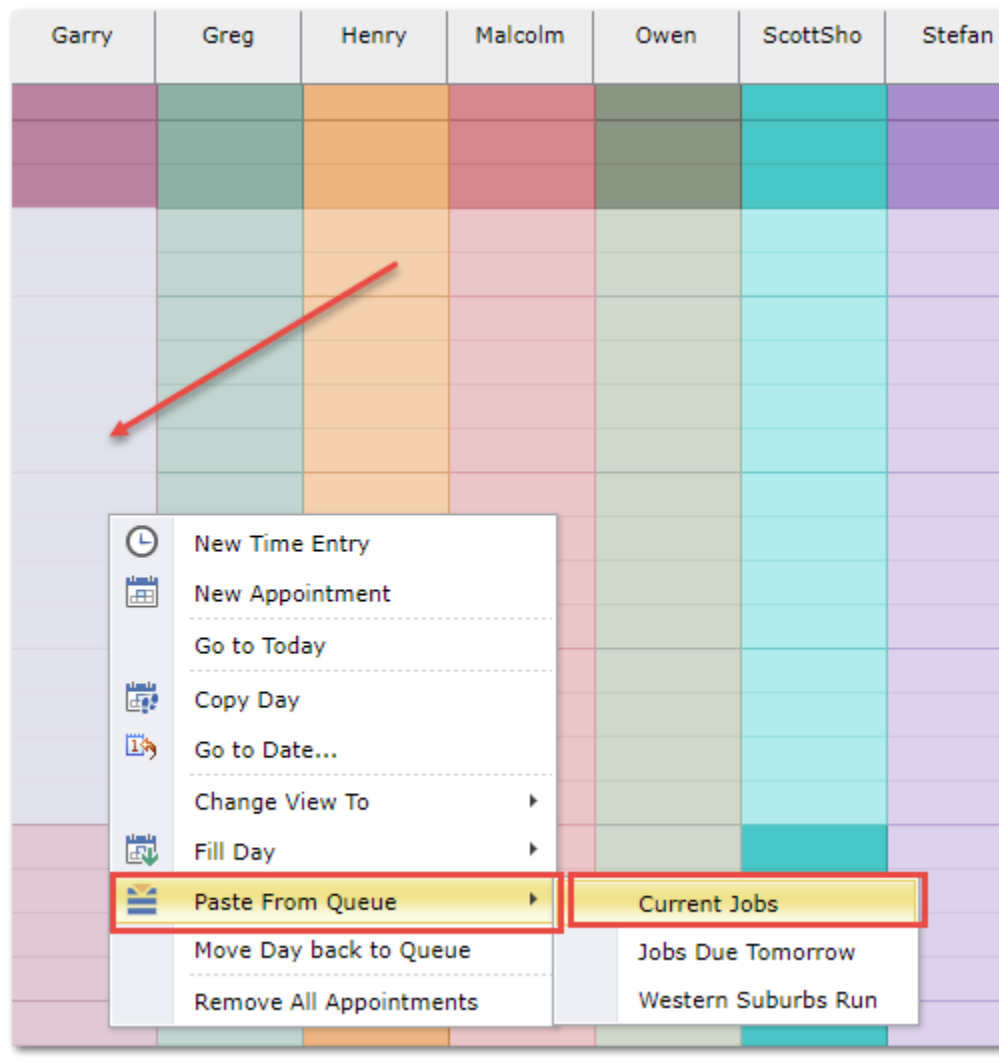 Garry Greg Henry Malcolm Owen ScottSho Stefan
New Time Entry
New Appointment
Go to Today
Copy Day
Go to Date...
Change View To
Fill Day
Paste From Queue
Move Day back to Queue
Remove All Appointments
Current Jobs
Jobs Due Tomorrow
Western Suburbs Run